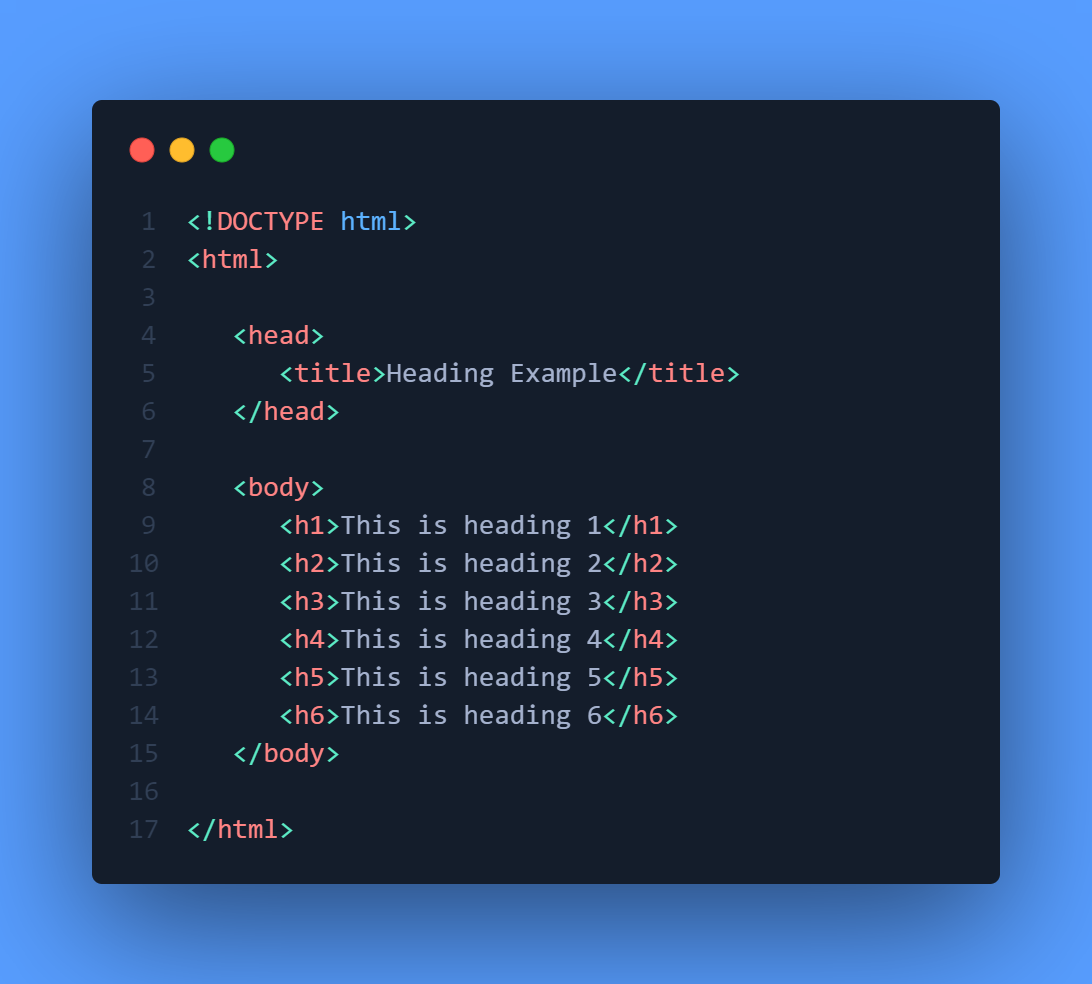 1 <!DOCTYPE html>
2 <html>
3
4    <head>
5       <title>Heading Example</title>
6    </head>
7
8    <body>
9       <h1>This is heading 1</h1>
10       <h2>This is heading 2</h2>
11       <h3>This is heading 3</h3>
12       <h4>This is heading 4</h4>
13       <h5>This is heading 5</h5>
14       <h6>This is heading 6</h6>
15    </body>
16
17 </html>